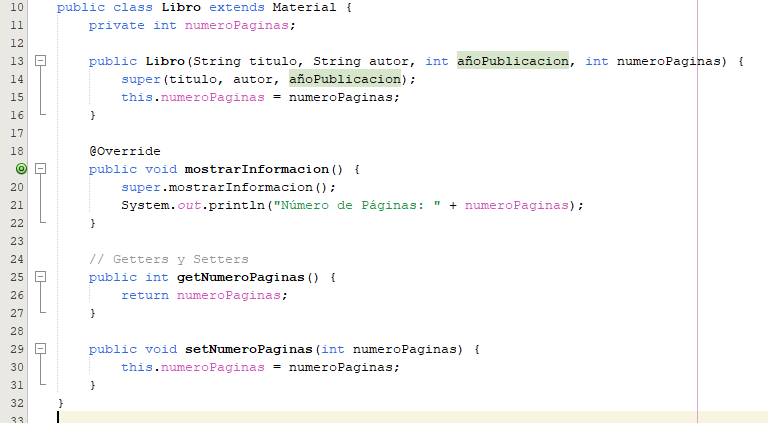 10 public class Libro extends Material {
11     private int numeroPaginas;
12
13     public Libro(String titulo, String autor, int añoPublicacion, int numeroPaginas) {
14         super(titulo, autor, añoPublicacion);
15         this.numeroPaginas = numeroPaginas;
16     }
17
18     @Override
    public void mostrarInformacion() {
20         super.mostrarInformacion();
21         System.out.println("Número de Páginas: " + numeroPaginas);
22     }
23
24     // Getters y Setters
25     public int getNumeroPaginas() {
26         return numeroPaginas;
27     }
28
29     public void setNumeroPaginas(int numeroPaginas) {
30         this.numeroPaginas = numeroPaginas;
31     }
32 }
33